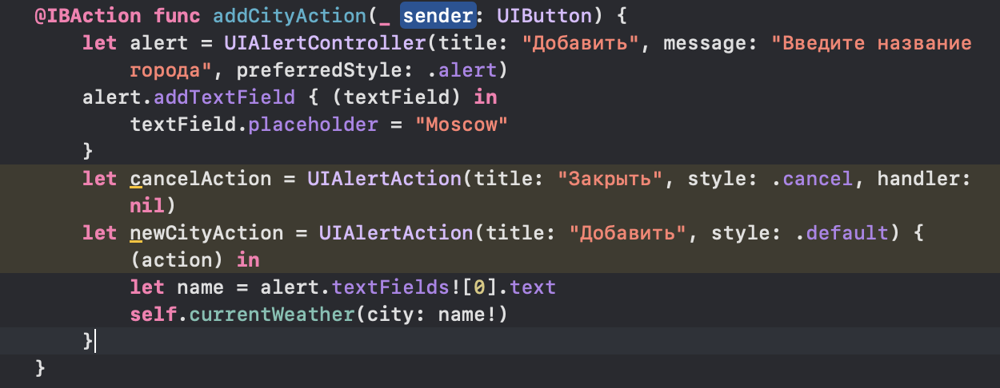 @IBAction func addCityAction(_ sender: UIButton) {
let alert = UIAlertController(title: "Добавить", message: "Введите название
города", preferredStyle: .alert)
alert.addTextField { (textField) in
textField.placeholder = "Moscow"
}
let cancelAction = UIAlertAction(title: "Закрыть", style: .cancel, handler:
nil)
let newCityAction = UIAlertAction(title: "Добавить", style: .default) {
(action) in
let name = alert.textFields![0].text
self.currentWeather(city: name!)
}
}